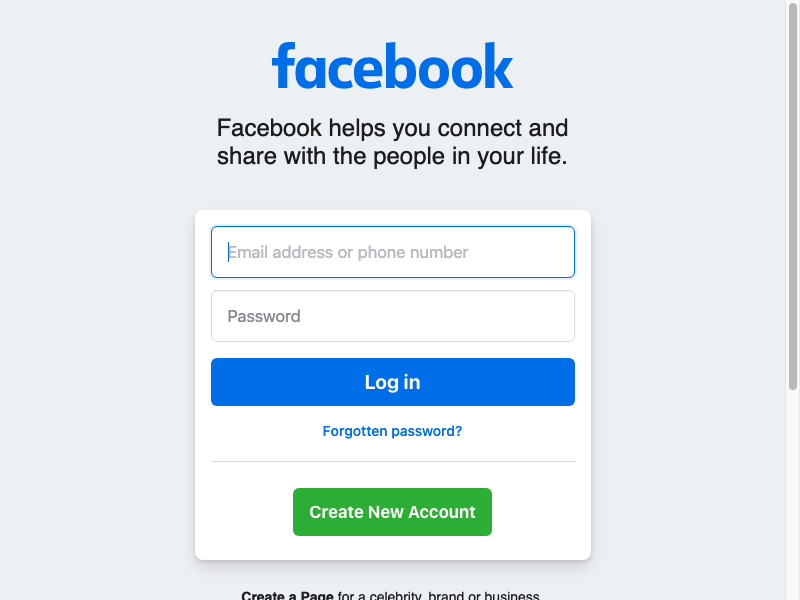 facebook
Facebook helps you connect and
share with the people in your life.
Email address or phone number
Password
Log in
Forgotten password?
Create New Account
Create a Page for a celebrity, brand or business.